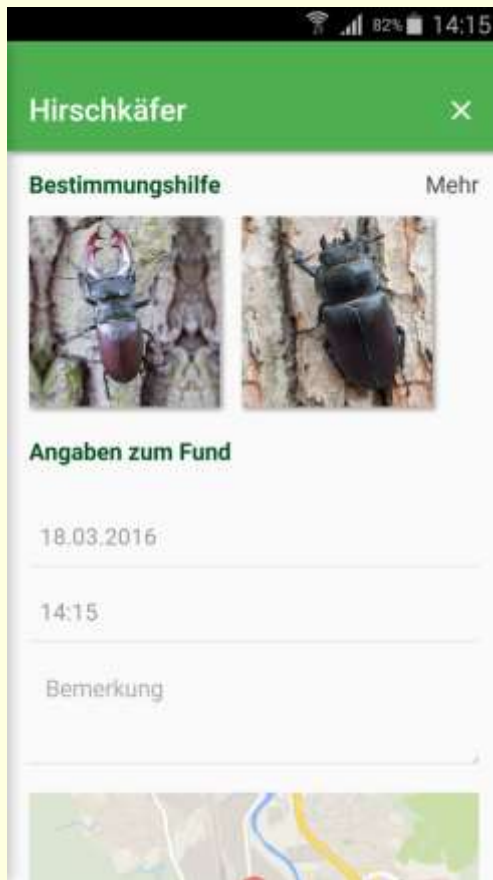 82% 14:15
Hirschkäfer ×
Bestimmungshilfe Mehr
Angaben zum Fund
18.03.2016
14:15
Bemerkung